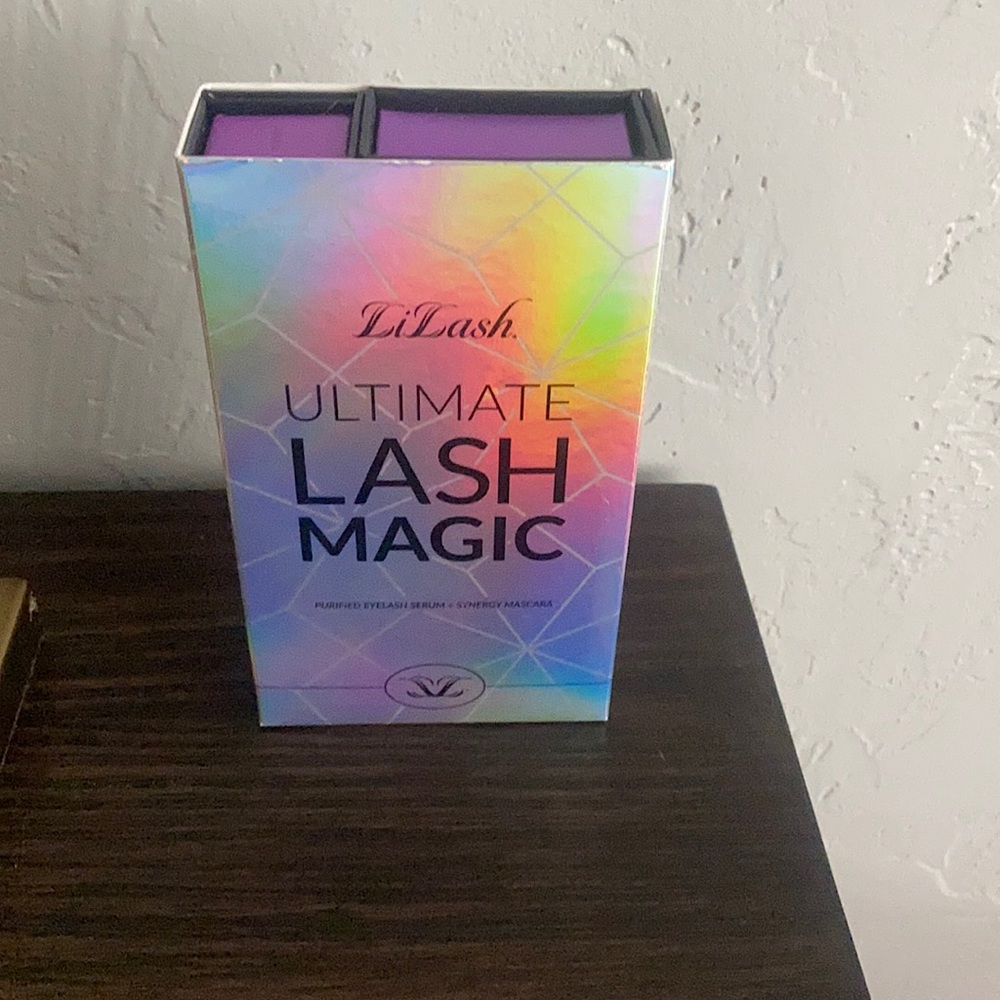 LiLash.
ULTIMATE
LASH
MAGIC
PURIFIED EYELASH SERUM + SYNERGY MASCARA